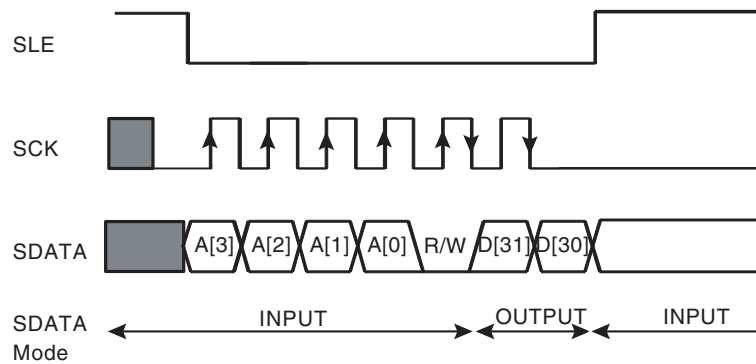 SLE
SCK
SDATA A[3] A[2] A[1] A[0] R/W D[31] D[30]
SDATA Mode INPUT OUTPUT INPUT